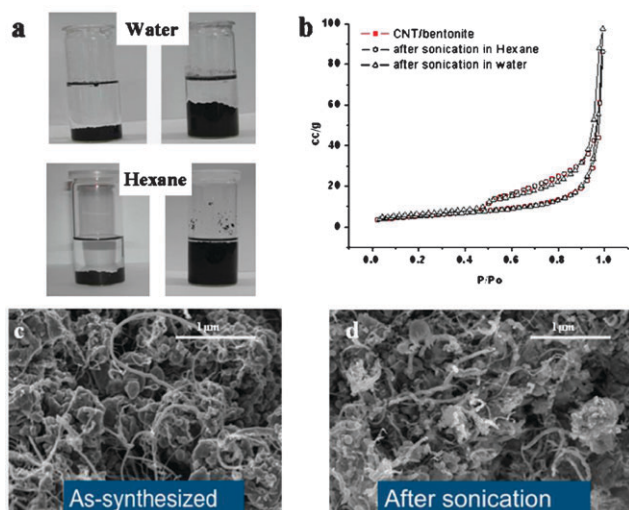 a
Water
Hexane
b
CNT/bentonite
after sonication in Hexane
after sonication in water
cc/g
100
80
60
40
20
0
0.0 0.2 0.4 0.6 0.8 1.0
P/Po
c
1μm
As-synthesized
d
1μm
After sonication